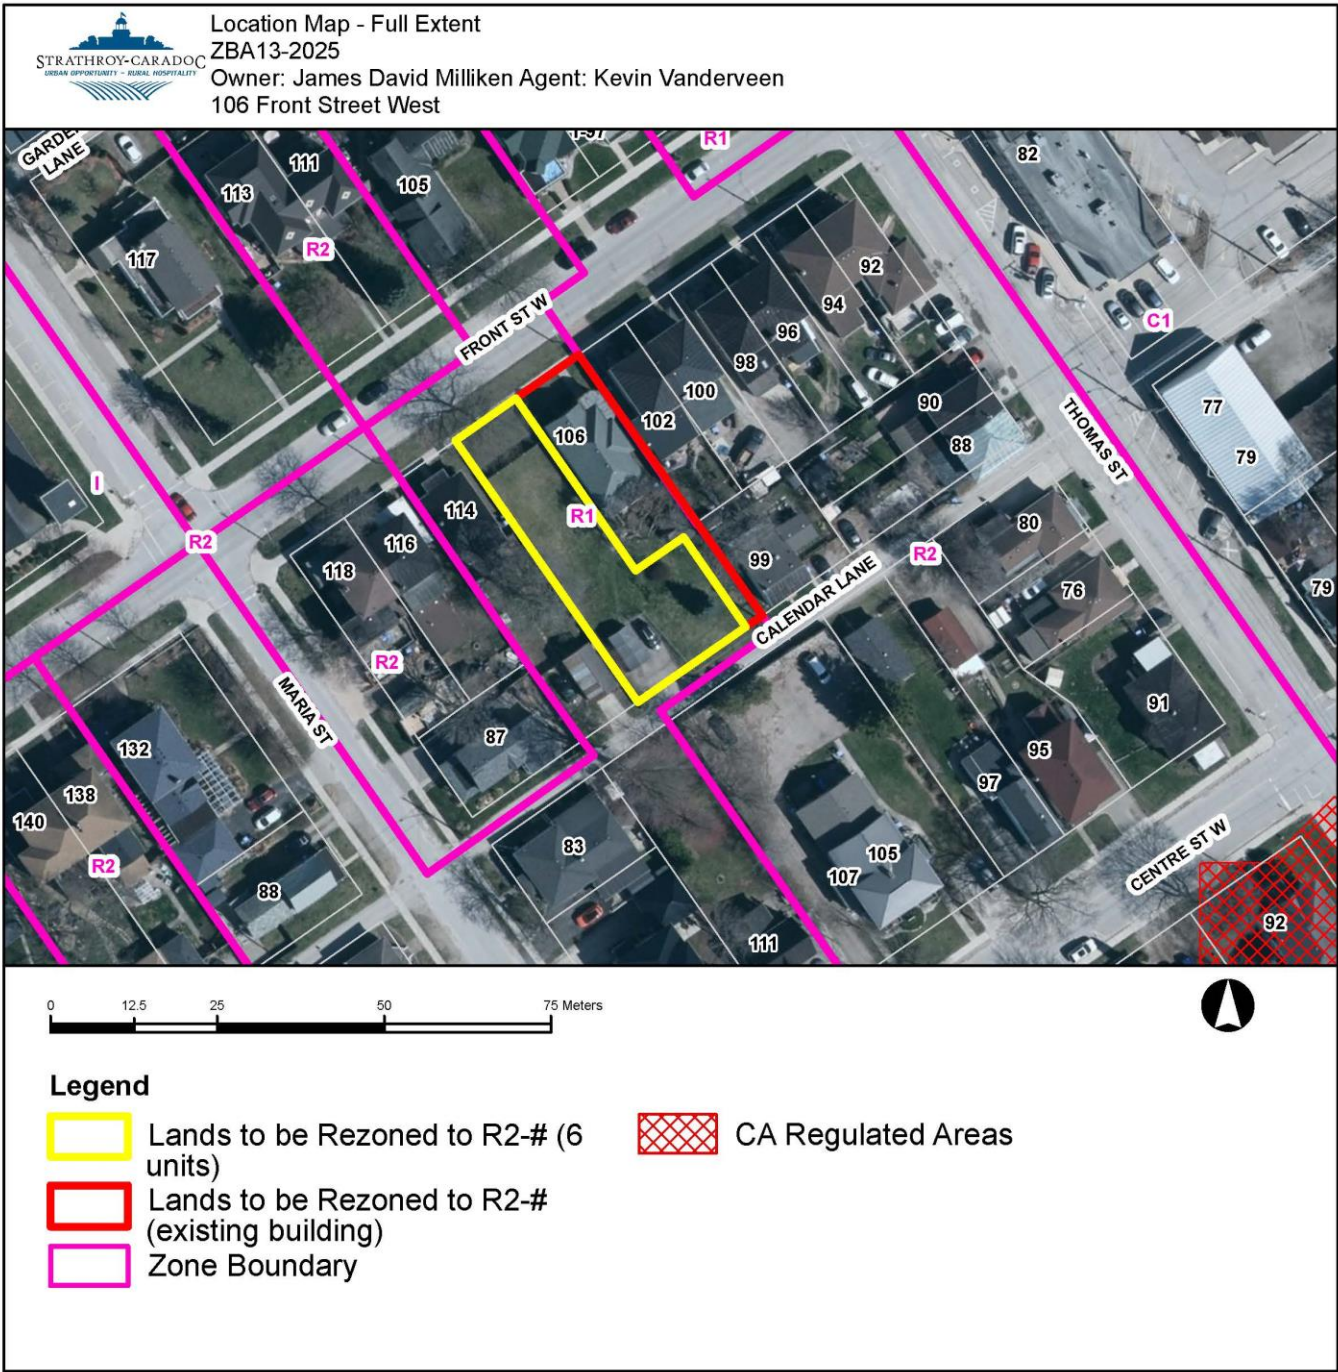 STRATHROY-CARADOC
URBAN OPPORTUNITY ~ RURAL HOSPITALITY
Location Map - Full Extent
ZBA13-2025
Owner: James David Milliken Agent: Kevin Vanderveen
106 Front Street West
GARDEN
LANE
R1
82
111
113
105
R2
117
92
94
96
C1
FRONT ST W
98
100
102
77
90
THOMAS ST
106
88
79
I
114
R1
80
R2
116
99
R2
118
76
79
CALENDAR LANE
R2
91
MARIA ST
87
95
132
97
138
140
83
105
R2
CENTRE ST W
107
88
92
111
0 12.5 25 50 75 Meters
Legend
Lands to be Rezoned to R2-# (6
units)
Lands to be Rezoned to R2-#
(existing building)
Zone Boundary
CA Regulated Areas